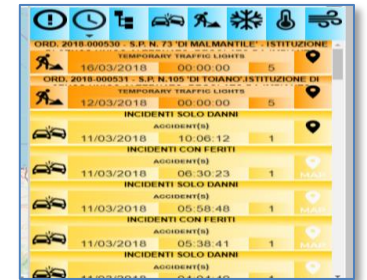 ORD. 2018-000530 - S.P. N. 73 'DI MALMANTILE' - ISTITUZIONE
TEMPORARY TRAFFIC LIGHTS
16/03/2018 00:00:00 5
ORD. 2018-000531 - S.P. N.105 'DI TOIANO'.ISTITUZIONE DI
TEMPORARY TRAFFIC LIGHTS
12/03/2018 00:00:00 5
INCIDENTI SOLO DANNI
ACCIDENT(S)
11/03/2018 10:06:12 1
INCIDENTI CON FERITI
ACCIDENT(S)
11/03/2018 06:30:23 1 MAXI
INCIDENTI SOLO DANNI
ACCIDENT(S)
11/03/2018 05:58:48 1 MAXI
INCIDENTI CON FERITI
ACCIDENT(S)
11/03/2018 05:38:41 1 MAXI
INCIDENTI SOLO DANNI
ACCIDENT(S)